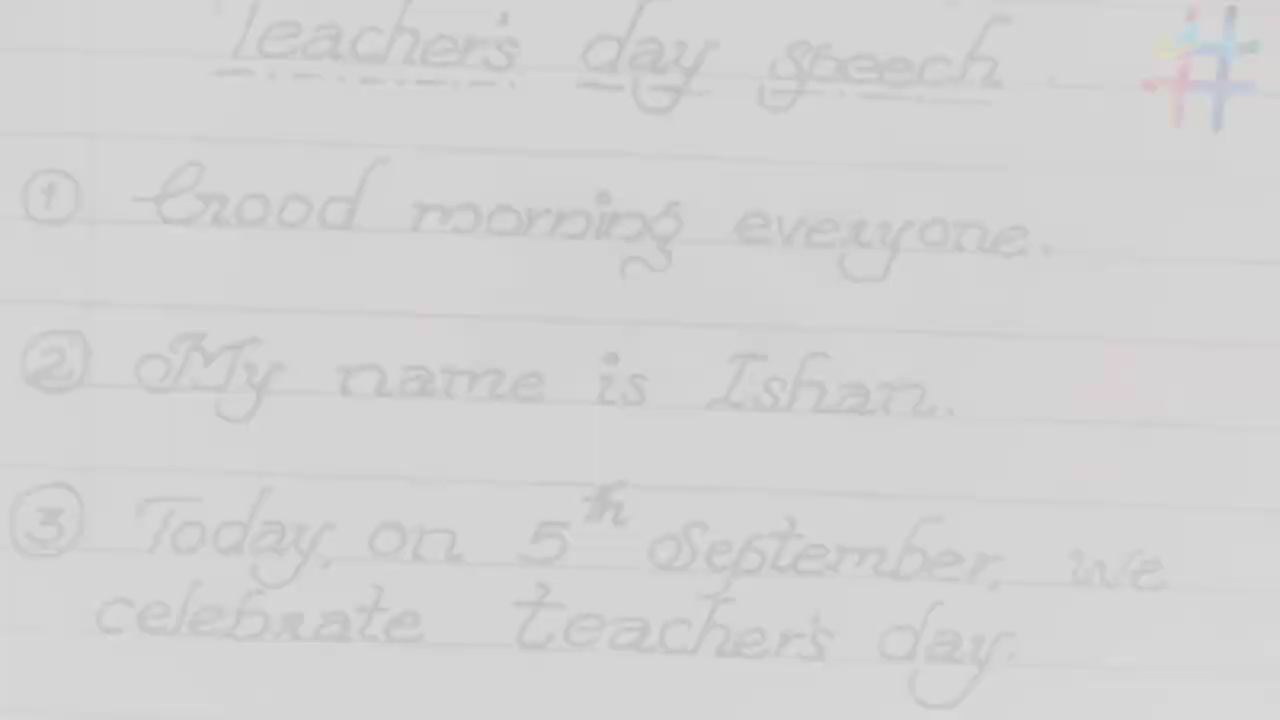 Teacher's day speech
① Good morning everyone.
② My name is Ishan.
③ Today, on 5th September, we
celebrate teacher's day.